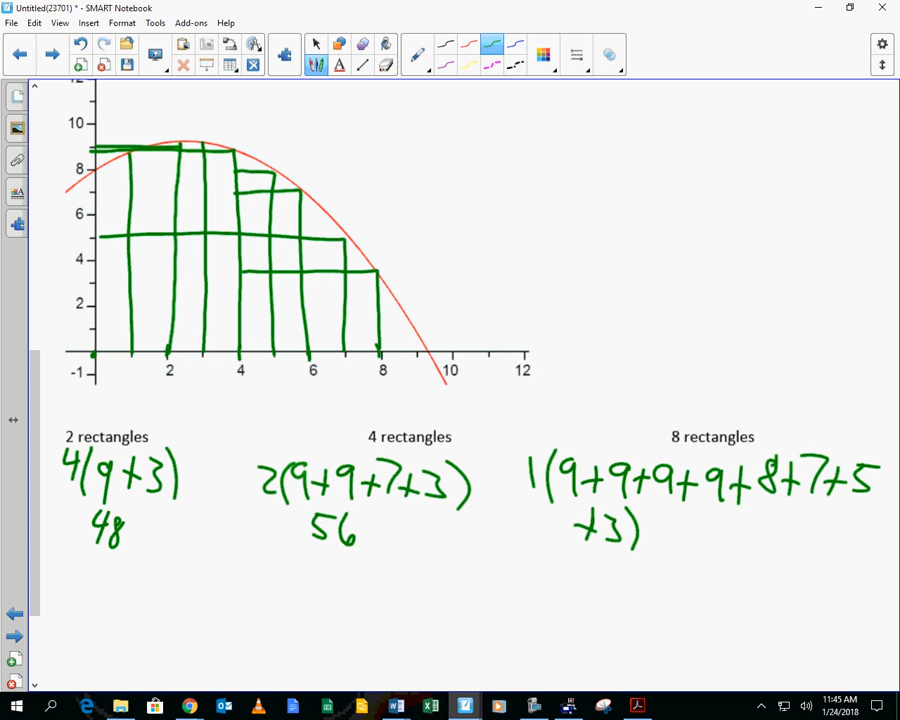 Untitled(23701) * - SMART Notebook
File Edit View Insert Format Tools Add-ons Help
12
10
8
6
4
2
-1
2 4 6 8 10 12
2 rectangles 4 rectangles 8 rectangles
4(9+3) 2(9+9+7+3) 1(9+9+9+9+8+7+5
48 56 +3)
11:45 AM
1/24/2018